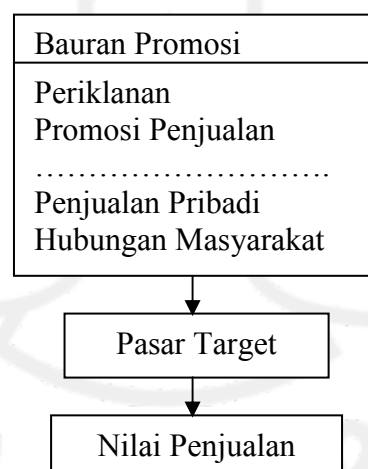 Bauran Promosi
Periklanan
Promosi Penjualan
………………………….
Penjualan Pribadi
Hubungan Masyarakat
Pasar Target
Nilai Penjualan